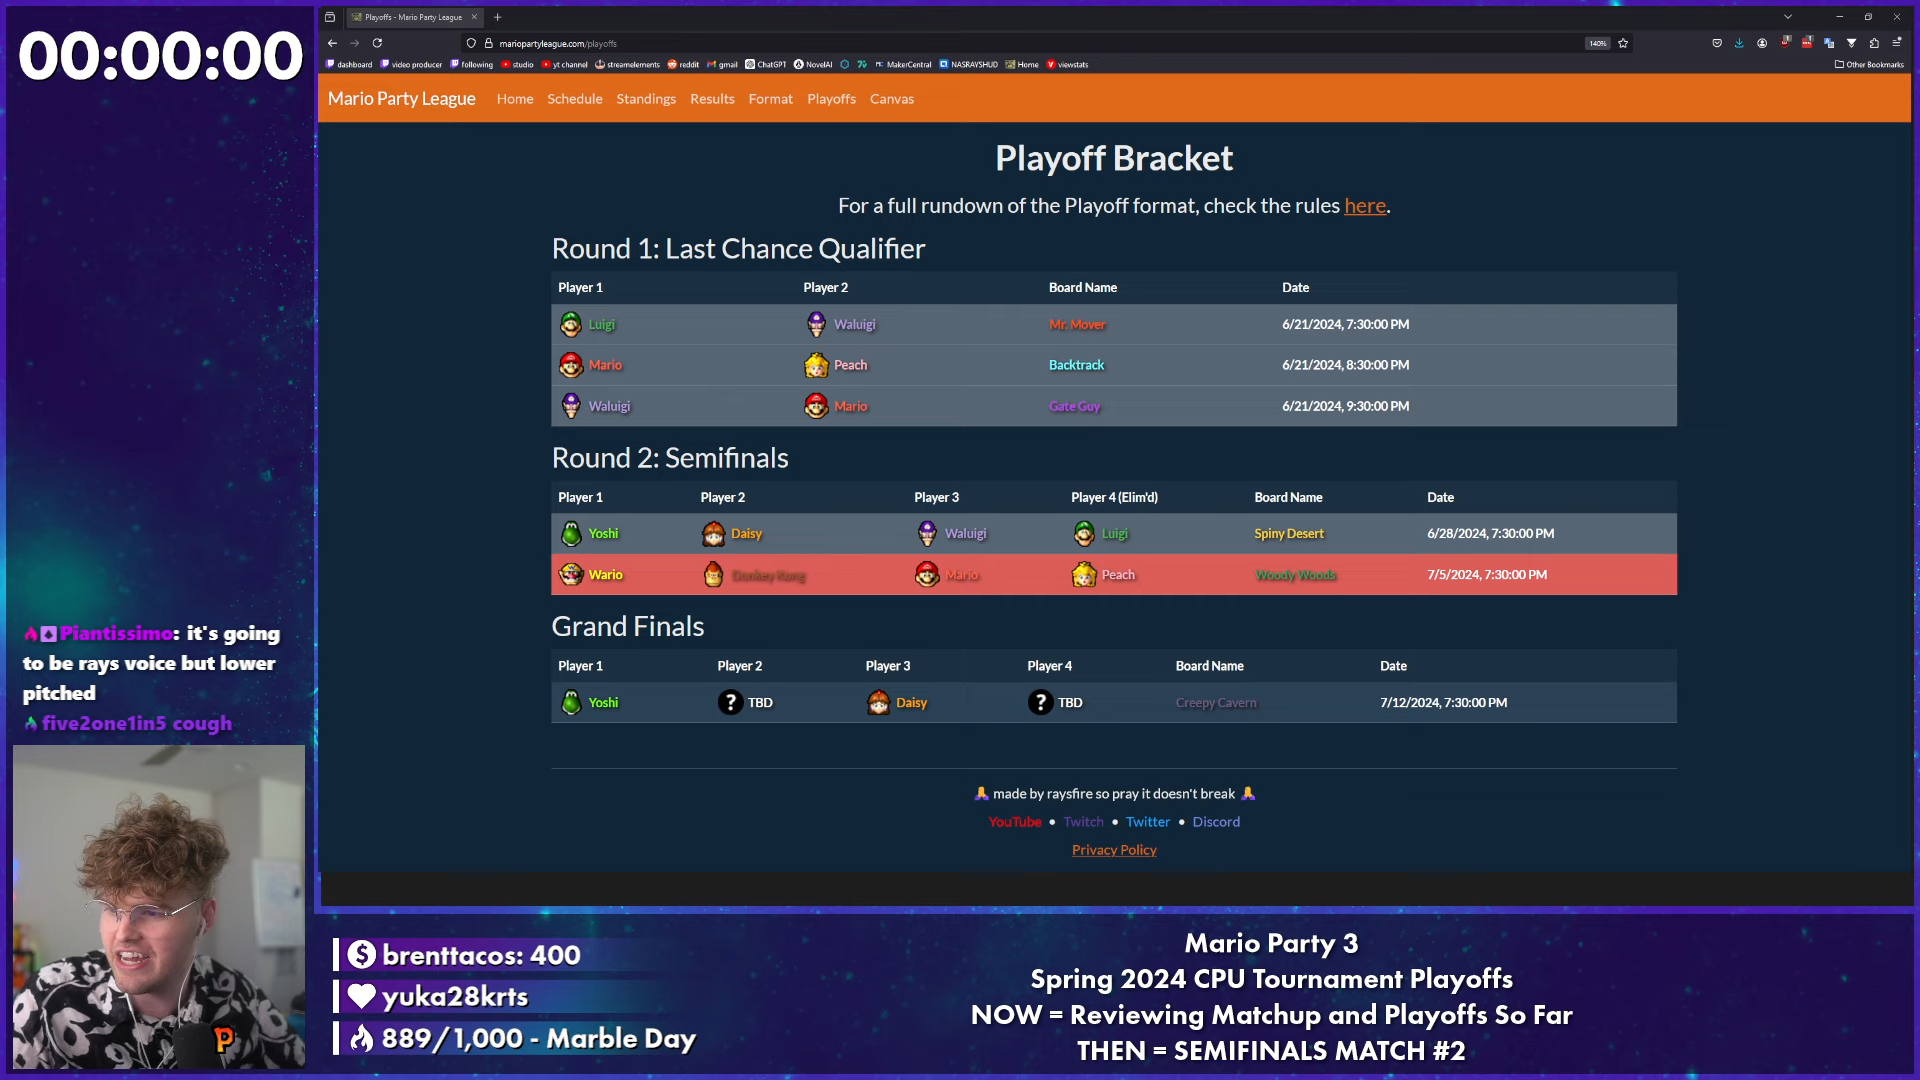 00:00:00
Playoffs - Mario Party League
mariopartyleague.com/playoffs
140%
dashboard video producer following studio yt channel streamelements reddit gmail ChatGPT NovelAI MakerCentral NASRAYSHUD Home viewstats Other Bookmarks
Mario Party League Home Schedule Standings Results Format Playoffs Canvas
Playoff Bracket
For a full rundown of the Playoff format, check the rules here.
Round 1: Last Chance Qualifier
Player 1 Player 2 Board Name Date
Luigi Waluigi Mr. Mover 6/21/2024, 7:30:00 PM
Mario Peach Backtrack 6/21/2024, 8:30:00 PM
Waluigi Mario Gate Guy 6/21/2024, 9:30:00 PM
Round 2: Semifinals
Player 1 Player 2 Player 3 Player 4 (Elim'd) Board Name Date
Yoshi Daisy Waluigi Luigi Spiny Desert 6/28/2024, 7:30:00 PM
Wario Donkey Kong Mario Peach Woody Woods 7/5/2024, 7:30:00 PM
Grand Finals
Player 1 Player 2 Player 3 Player 4 Board Name Date
Yoshi ? TBD Daisy ? TBD Creepy Cavern 7/12/2024, 7:30:00 PM
made by raysfire so pray it doesn't break
YouTube • Twitch • Twitter • Discord
Privacy Policy
Piantissimo: it's going
to be rays voice but lower
pitched
five2one1in5 cough
P
$ brenttacos: 400
yuka28krts
889/1,000 - Marble Day
Mario Party 3
Spring 2024 CPU Tournament Playoffs
NOW = Reviewing Matchup and Playoffs So Far
THEN = SEMIFINALS MATCH #2